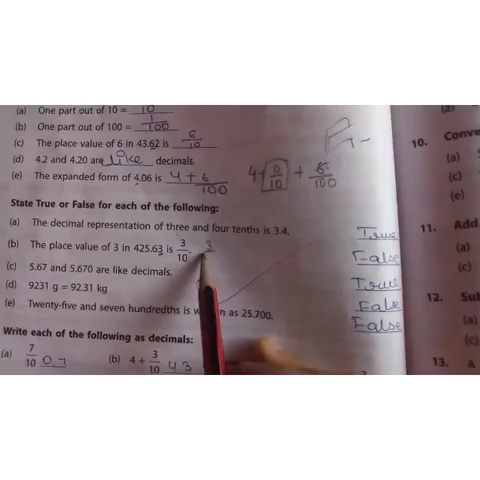 (a) One part out of 10 = 10
(b) One part out of 100 = 1/100
(c) The place value of 6 in 43.62 is 6/10
(d) 4.2 and 4.20 are like decimals.
(e) The expanded form of 4.06 is 4 + 6/100
4+ 0/10 + 6/100
State True or False for each of the following:
(a) The decimal representation of three and four tenths is 3.4. True
(b) The place value of 3 in 425.63 is 3/10. 3 False
(c) 5.67 and 5.670 are like decimals. True
(d) 9231 g = 92.31 kg Fals
(e) Twenty-five and seven hundredths is w n as 25.700. False
Write each of the following as decimals:
(a) 7/10 0.7 (b) 4 + 3/10 43
10. Conve
(a)
(c)
(e)
11. Add
(a)
(c)
12. Su
(a)
(c)
13. A